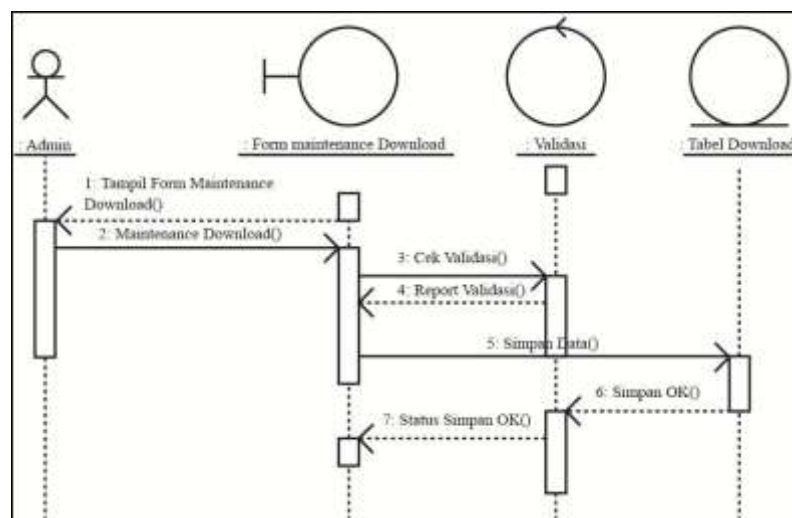 : Admin
: Form maintenance Download
: Validasi
: Tabel Download
1: Tampil Form Maintenance
Download()
2: Maintenance Download()
3: Cek Validasi()
4: Report Validasi()
5: Simpan Data()
6: Simpan OK()
7: Status Simpan OK()